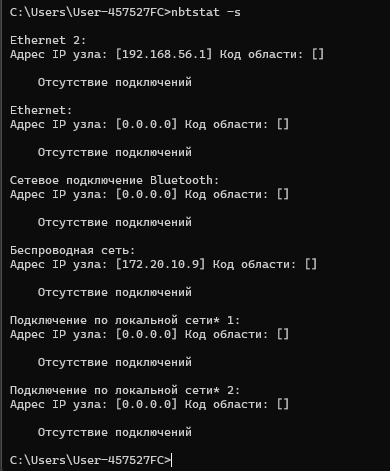 C:\Users\User-457527FC>nbtstat -s
Ethernet 2:
Адрес IP узла: [192.168.56.1] Код области: []
Отсутствие подключений
Ethernet:
Адрес IP узла: [0.0.0.0] Код области: []
Отсутствие подключений
Сетевое подключение Bluetooth:
Адрес IP узла: [0.0.0.0] Код области: []
Отсутствие подключений
Беспроводная сеть:
Адрес IP узла: [172.20.10.9] Код области: []
Отсутствие подключений
Подключение по локальной сети* 1:
Адрес IP узла: [0.0.0.0] Код области: []
Отсутствие подключений
Подключение по локальной сети* 2:
Адрес IP узла: [0.0.0.0] Код области: []
Отсутствие подключений
C:\Users\User-457527FC>